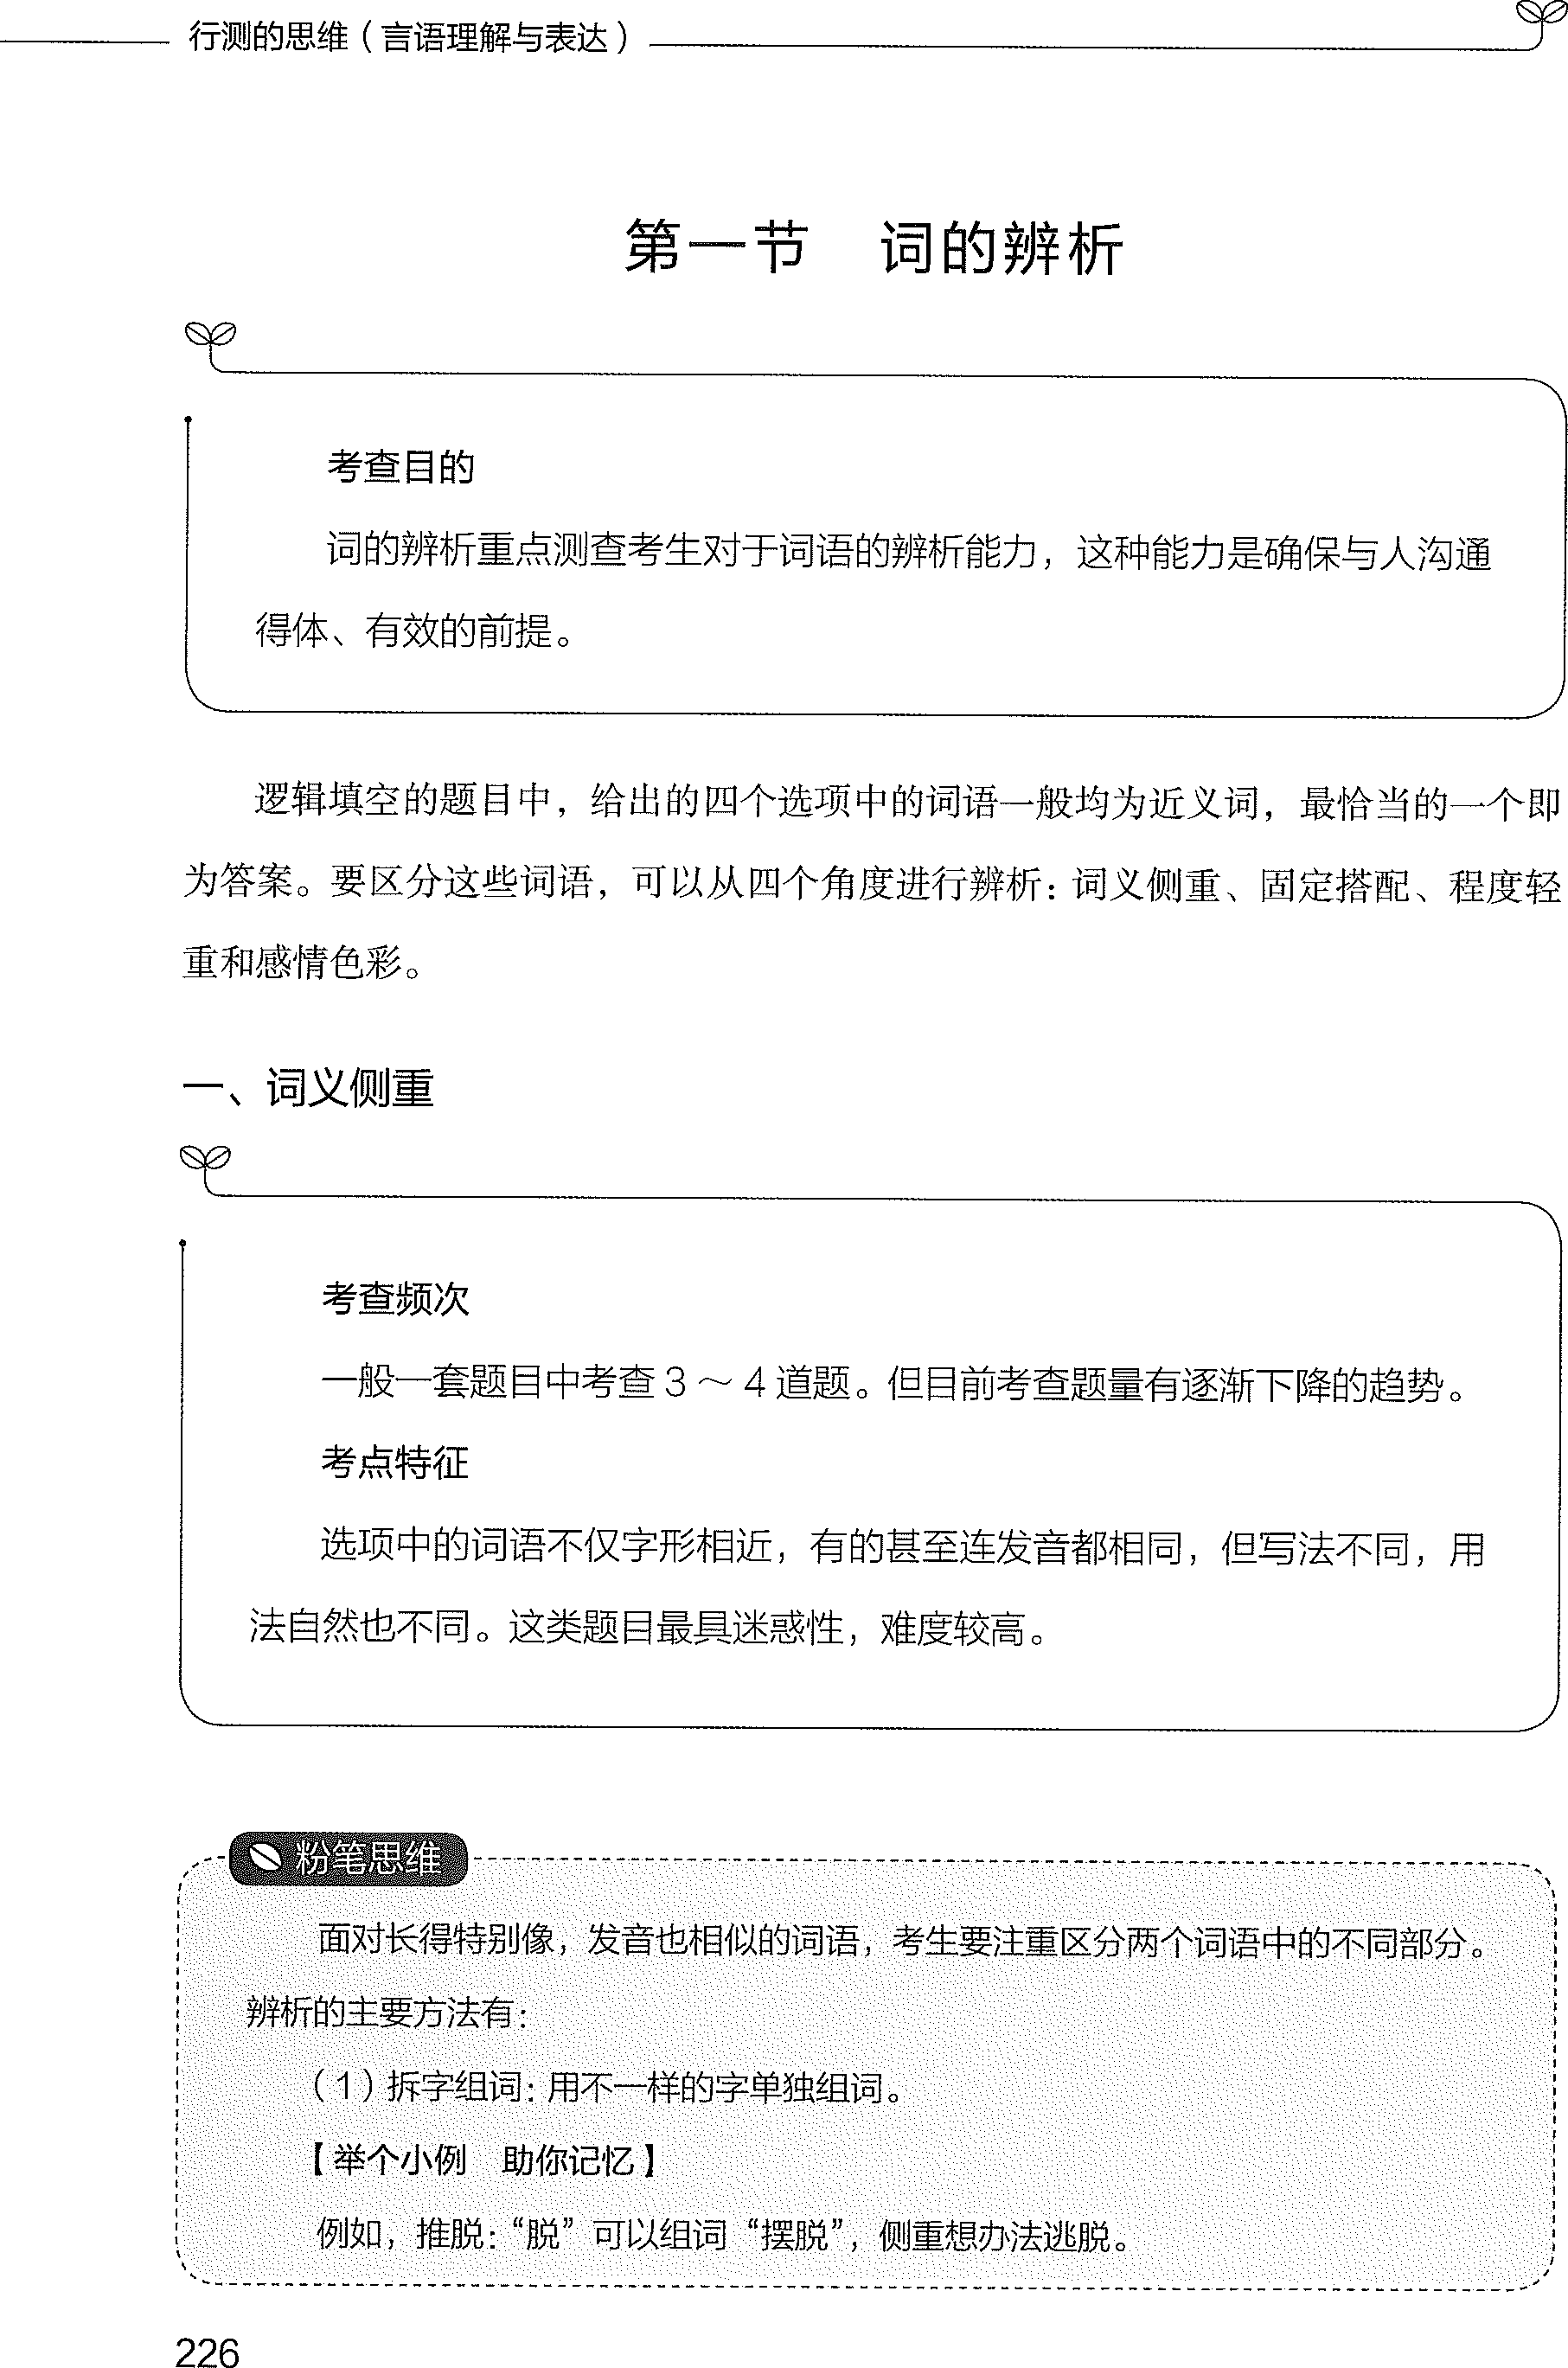 行测的思维（言语理解与表达）
第一节 词的辨析
考查目的
词的辨析重点测查考生对于词语的辨析能力，这种能力是确保与人沟通
得体、有效的前提。
逻辑填空的题目中，给出的四个选项中的词语一般均为近义词，最恰当的一个即
为答案。要区分这些词语，可以从四个角度进行辨析：词义侧重、固定搭配、程度轻
重和感情色彩。
一、词义侧重
考查频次
一般一套题目中考查3～4道题。但目前考查题量有逐渐下降的趋势。
考点特征
选项中的词语不仅字形相近，有的甚至连发音都相同，但写法不同，用
法自然也不同。这类题目最具迷惑性，难度较高。
粉笔思维
面对长得特别像，发音也相似的词语，考生要注重区分两个词语中的不同部分。
辨析的主要方法有：
（1）拆字组词：用不一样的字单独组词。
【举个小例 助你记忆】
例如，推脱：“脱”可以组词“摆脱”，侧重想办法逃脱。
226